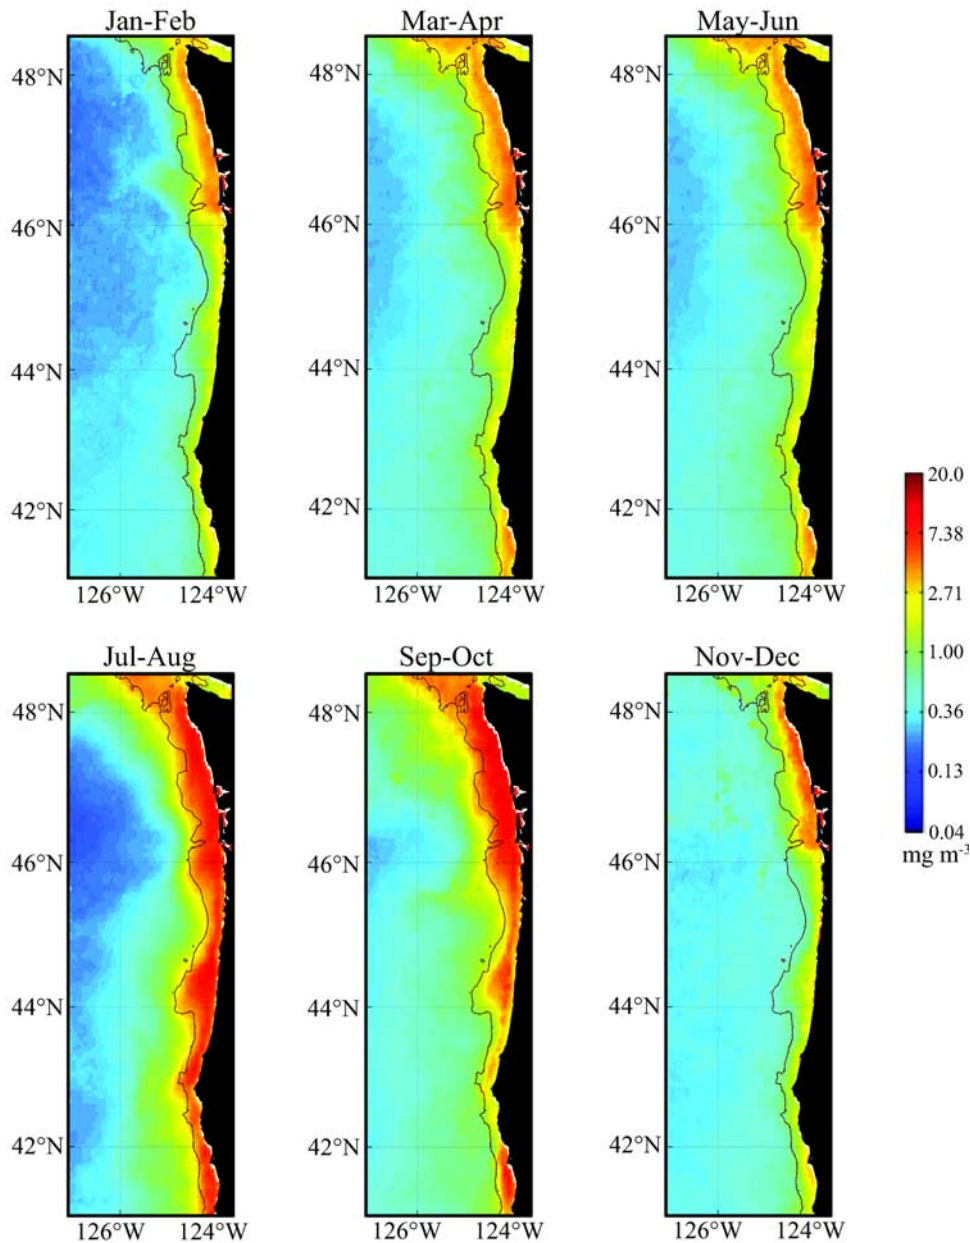 Jan-Feb
Mar-Apr
May-Jun
48°N
48°N
48°N
46°N
46°N
46°N
44°N
44°N
44°N
42°N
42°N
42°N
126°W 124°W
126°W 124°W
126°W 124°W
20.0
7.38
2.71
1.00
0.36
0.13
0.04
mg m-3
Jul-Aug
Sep-Oct
Nov-Dec
48°N
48°N
48°N
46°N
46°N
46°N
44°N
44°N
44°N
42°N
42°N
42°N
126°W 124°W
126°W 124°W
126°W 124°W